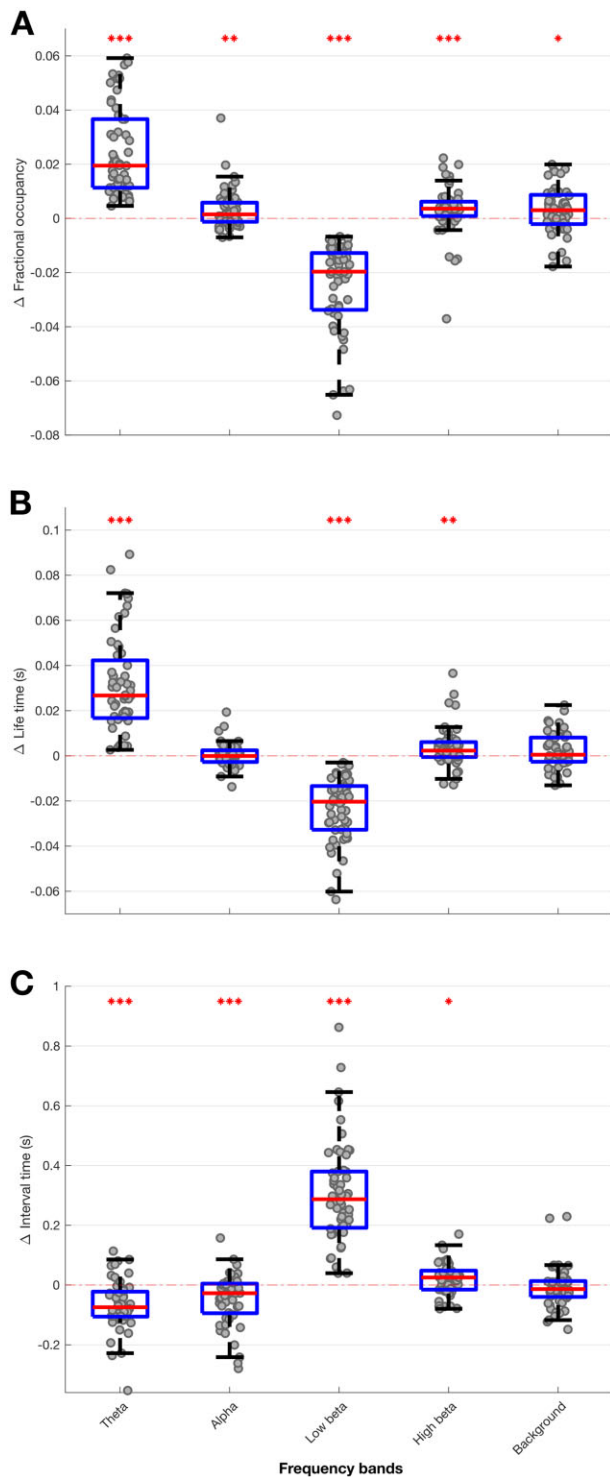 A
*** ** *** *** *
0.06
0.04
0.02
0
-0.02
-0.04
-0.06
-0.08
Δ Fractional occupancy
B
*** *** **
0.1
0.08
0.06
0.04
0.02
0
-0.02
-0.04
-0.06
Δ Life time (s)
C
*** *** *** *
1
0.8
0.6
0.4
0.2
0
-0.2
Δ Interval time (s)
Theta Alpha Low beta High beta Background
Frequency bands